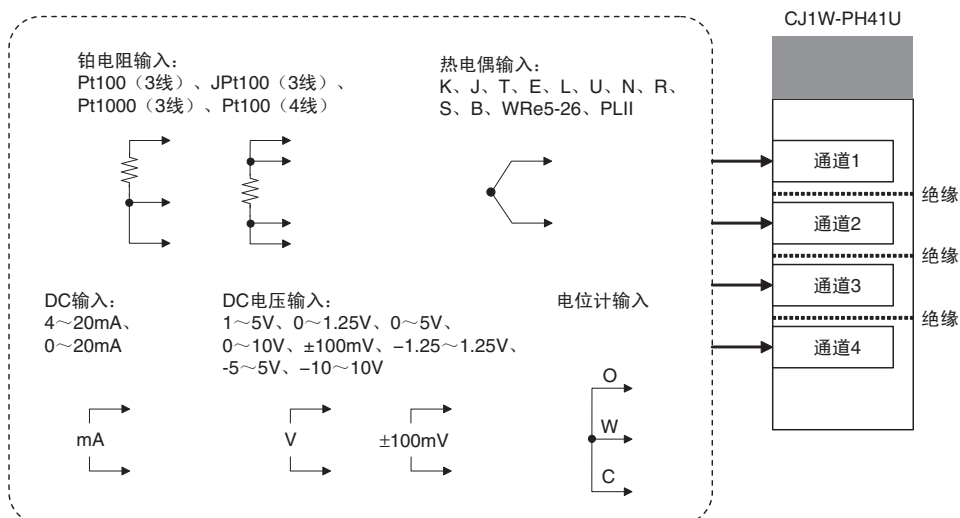 CJ1W-PH41U
铂电阻输入：
Pt100（3线）、JPt100（3线）、
Pt1000（3线）、Pt100（4线）
热电偶输入：
K、J、T、E、L、U、N、R、
S、B、WRe5-26、PLII
通道1
绝缘
通道2
绝缘
通道3
绝缘
通道4
DC输入：
4～20mA、
0～20mA
DC电压输入：
1～5V、0～1.25V、0～5V、
0～10V、±100mV、–1.25～1.25V、
-5～5V、–10～10V
电位计输入
mA
V
±100mV
O
W
C